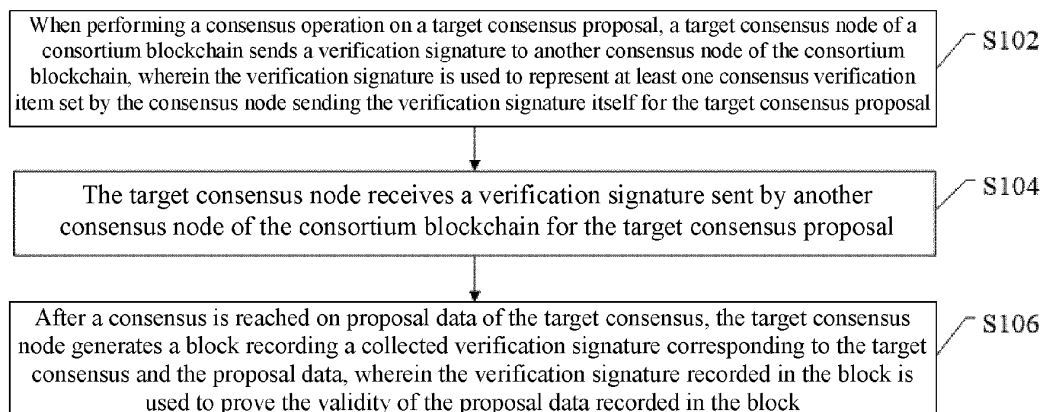 When performing a consensus operation on a target consensus proposal, a target consensus node of a
consortium blockchain sends a verification signature to another consensus node of the consortium
blockchain, wherein the verification signature is used to represent at least one consensus verification
item set by the consensus node sending the verification signature itself for the target consensus proposal
S102
The target consensus node receives a verification signature sent by another
consensus node of the consortium blockchain for the target consensus proposal
S104
After a consensus is reached on proposal data of the target consensus, the target consensus
node generates a block recording a collected verification signature corresponding to the target
consensus and the proposal data, wherein the verification signature recorded in the block is
used to prove the validity of the proposal data recorded in the block
S106